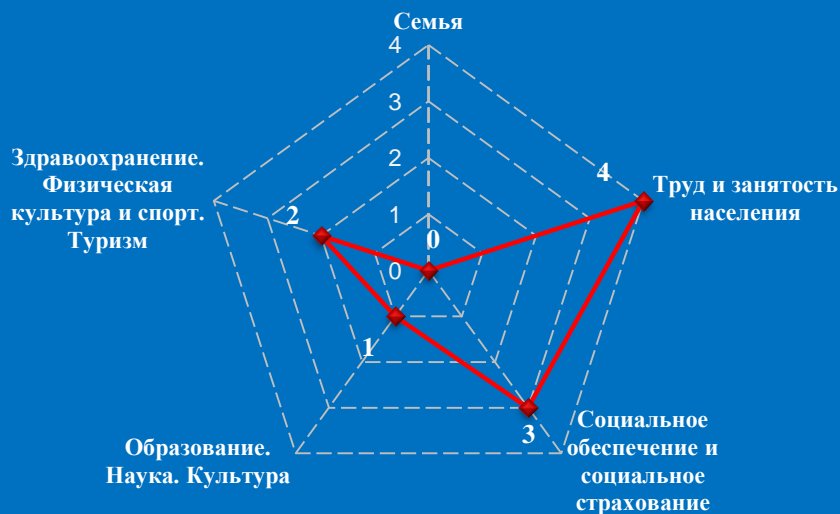 Семья
4
3
2
1
0
0
4
Труд и занятость
населения
3
Социальное
обеспечение и
социальное
страхование
1
Образование.
Наука. Культура
2
Здравоохранение.
Физическая
культура и спорт.
Туризм